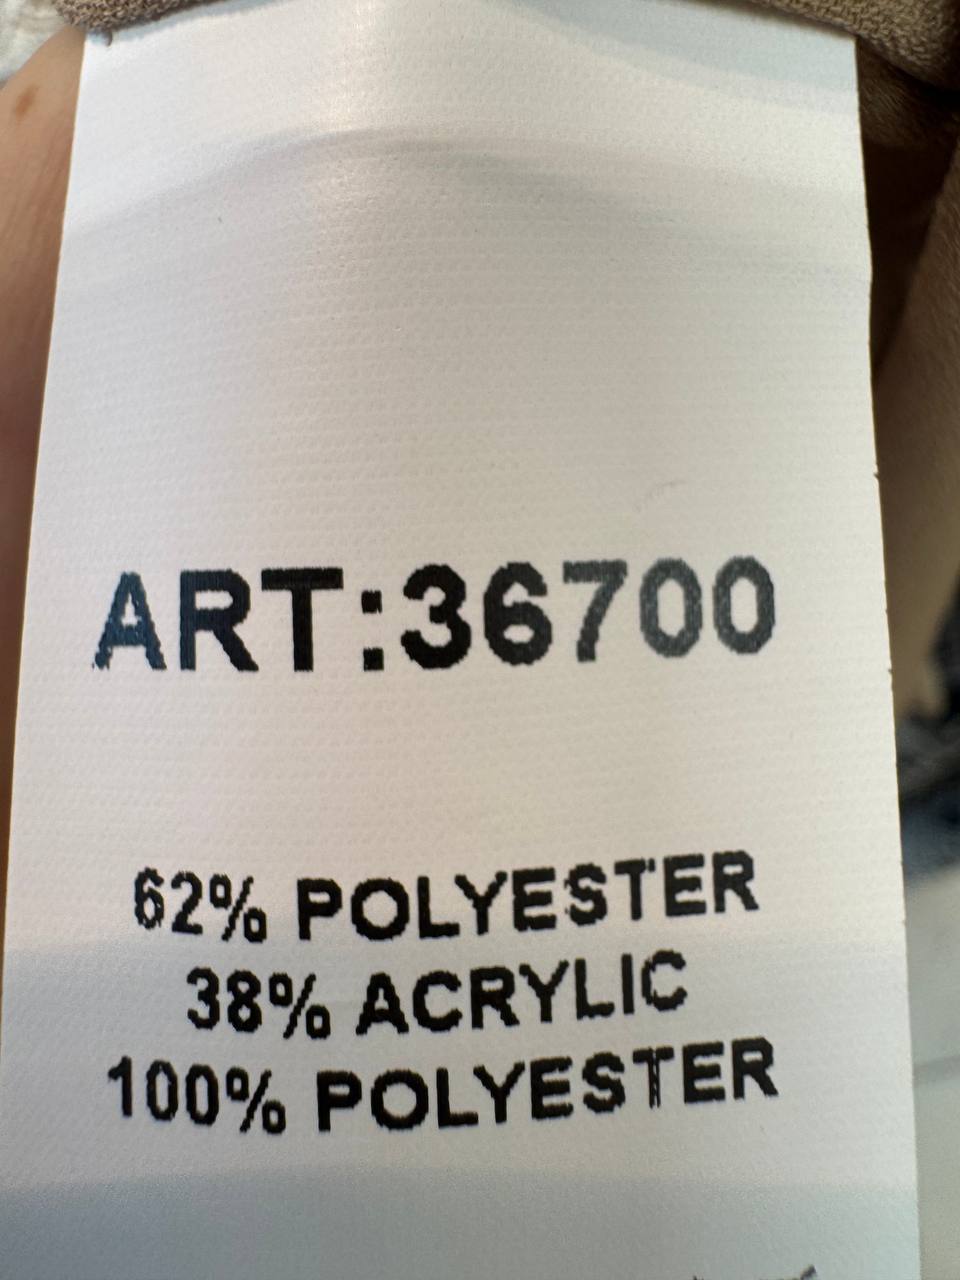 ART:36700
62% POLYESTER
38% ACRYLIC
100% POLYESTER